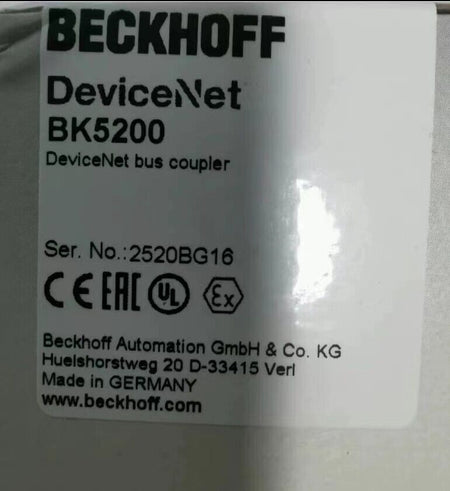 BECKHOFF
DeviceNet
BK5200
DeviceNet bus coupler
Ser. No.:2520BG16
CE EAC UL Ex
Beckhoff Automation GmbH & Co. KG
Huelshorstweg 20 D-33415 Verl
Made in GERMANY
www.beckhoff.com